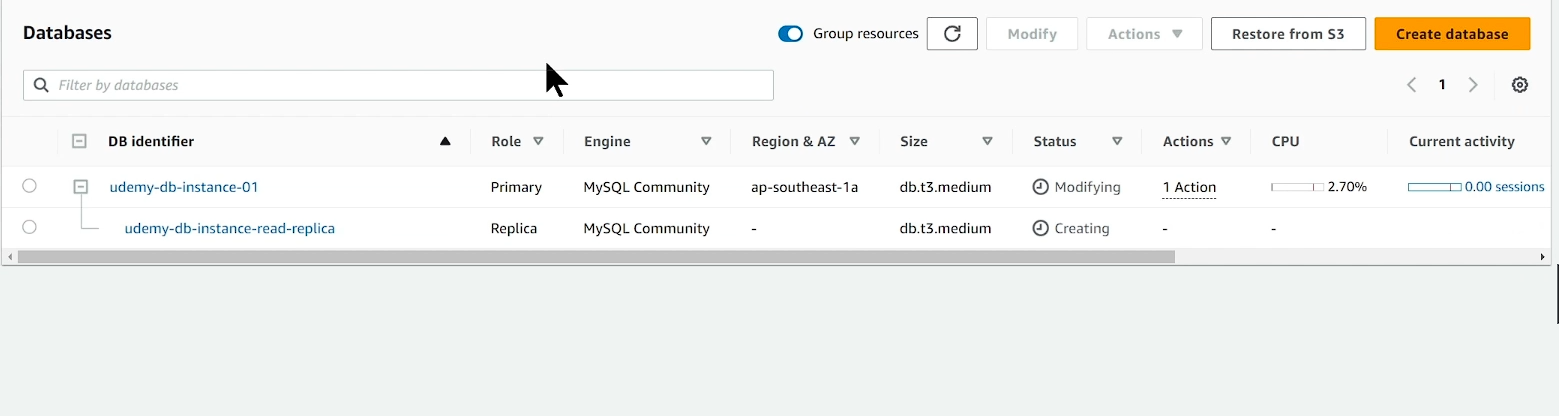 Databases Group resources Modify Actions Restore from S3 Create database
Filter by databases 1
DB identifier Role Engine Region & AZ Size Status Actions CPU Current activity
udemy-db-instance-01 Primary MySQL Community ap-southeast-1a db.t3.medium Modifying 1 Action 2.70% 0.00 sessions
udemy-db-instance-read-replica Replica MySQL Community - db.t3.medium Creating - -